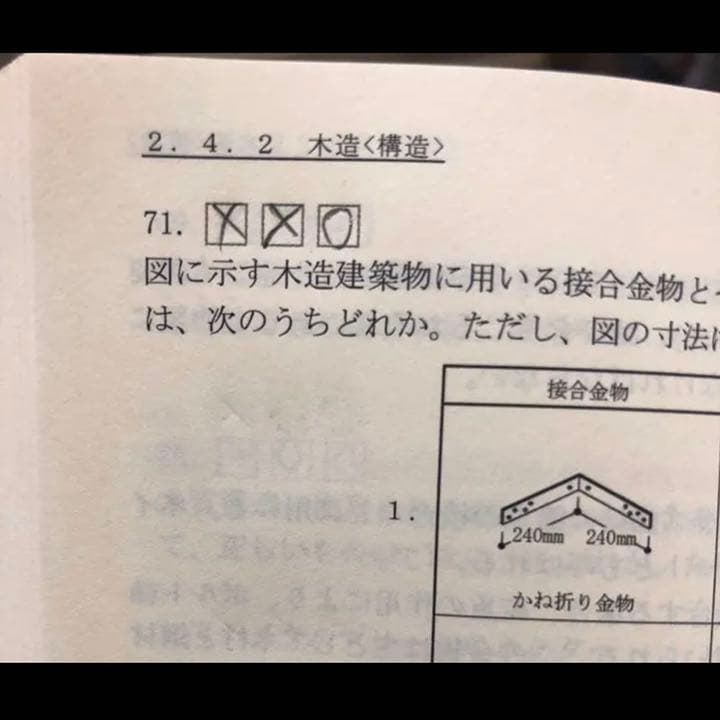 2．4．2　木造<構造>
71. X X O
図に示す木造建築物に用いる接合金物と
は、次のうちどれか。ただし、図の寸法は
接合金物
1.
240mm 240mm
かね折り金物